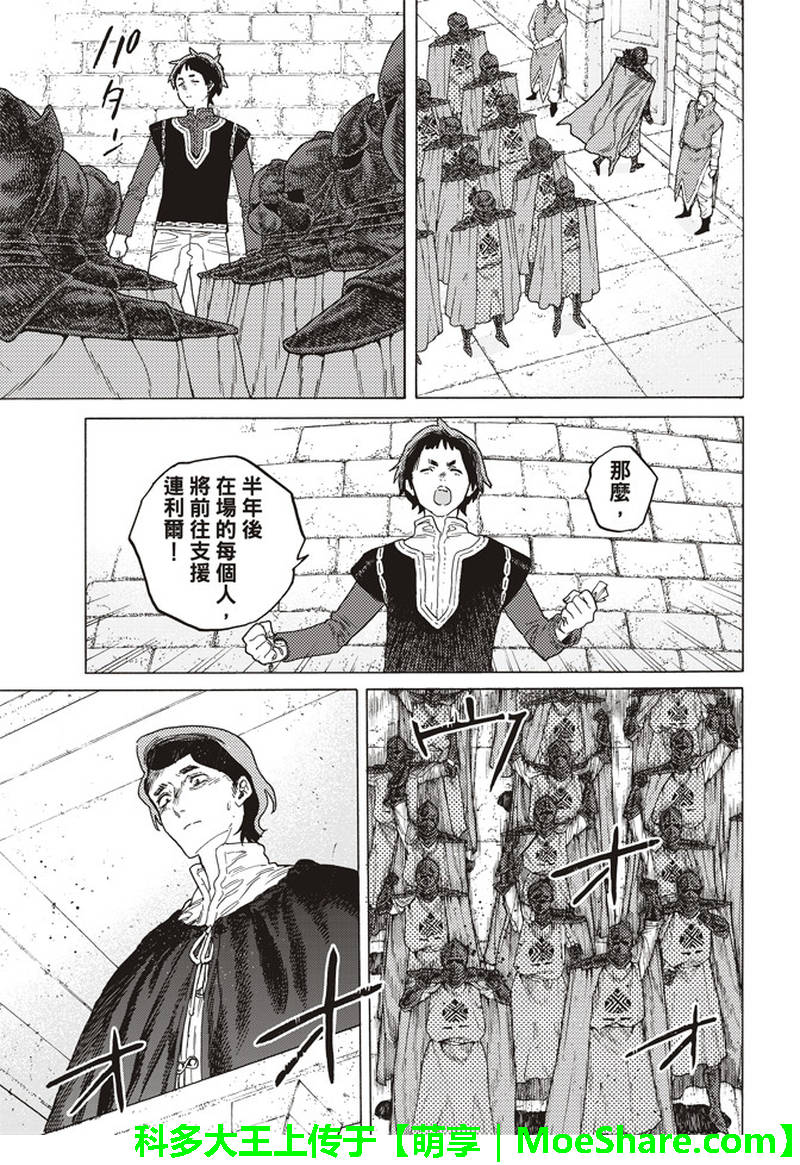 パタン
那麼，
半年後
在場的每個人，
將前往支援
連利爾！
ウオオオオ
科多大王上传于【萌享 | MoeShare.com】